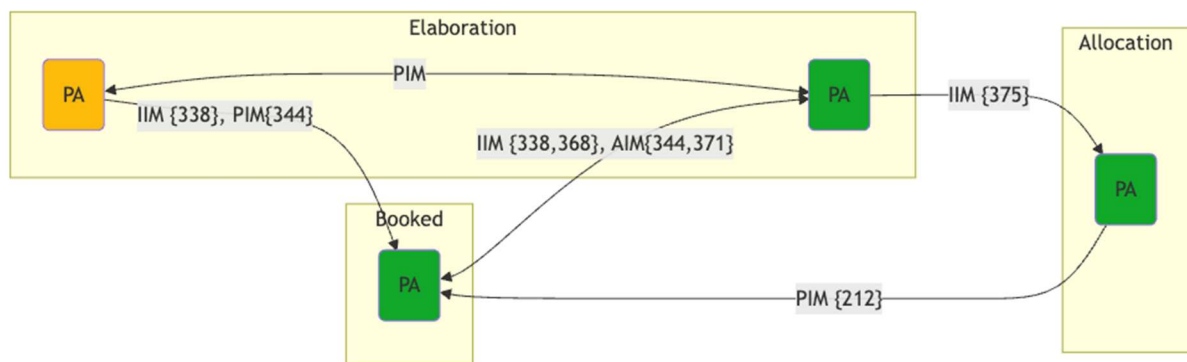 Elaboration
Allocation
PA
PIM
PA
IIM {375}
IIM {338}, PIM{344}
IIM {338,368}, AIM{344,371}
PA
Booked
PA
PIM {212}